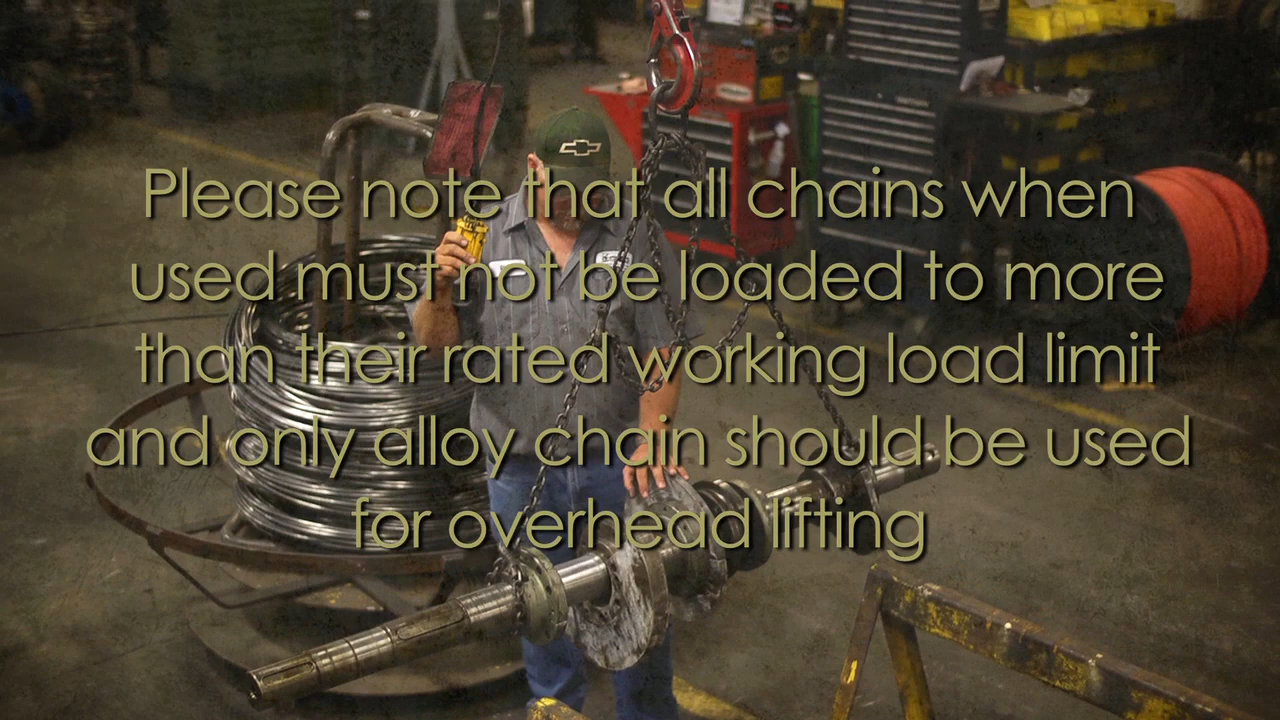 Please note that all chains when
used must not be loaded to more
than their rated working load limit
and only alloy chain should be used
for overhead lifting